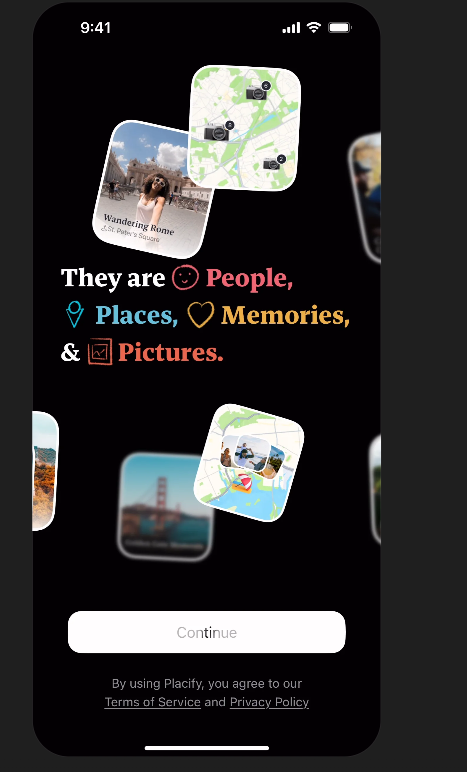 9:41
Wandering Rome
St. Peter's Square
They are People,
Places, Memories,
& Pictures.
Continue
By using Placify, you agree to our
Terms of Service and Privacy Policy